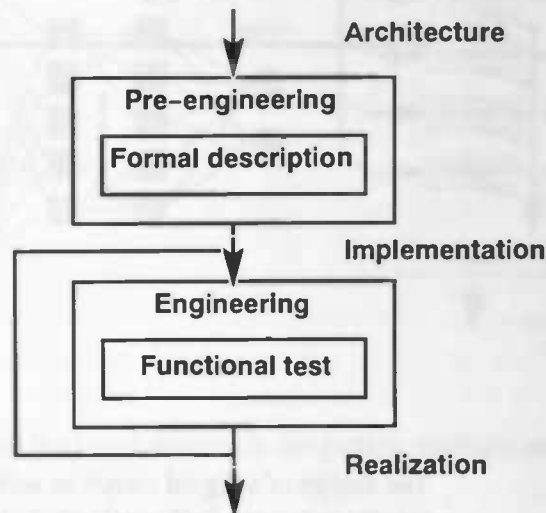 Architecture
Pre-engineering
Formal description
Implementation
Engineering
Functional test
Realization